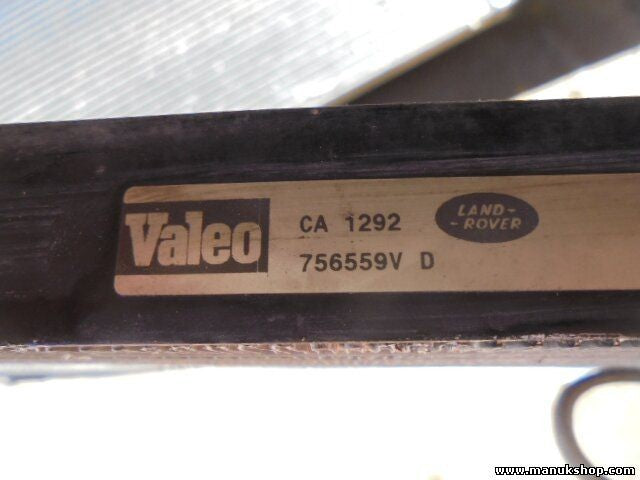 Valeo
CA 1292
LAND-
-ROVER
756559V D
www.manukshop.com